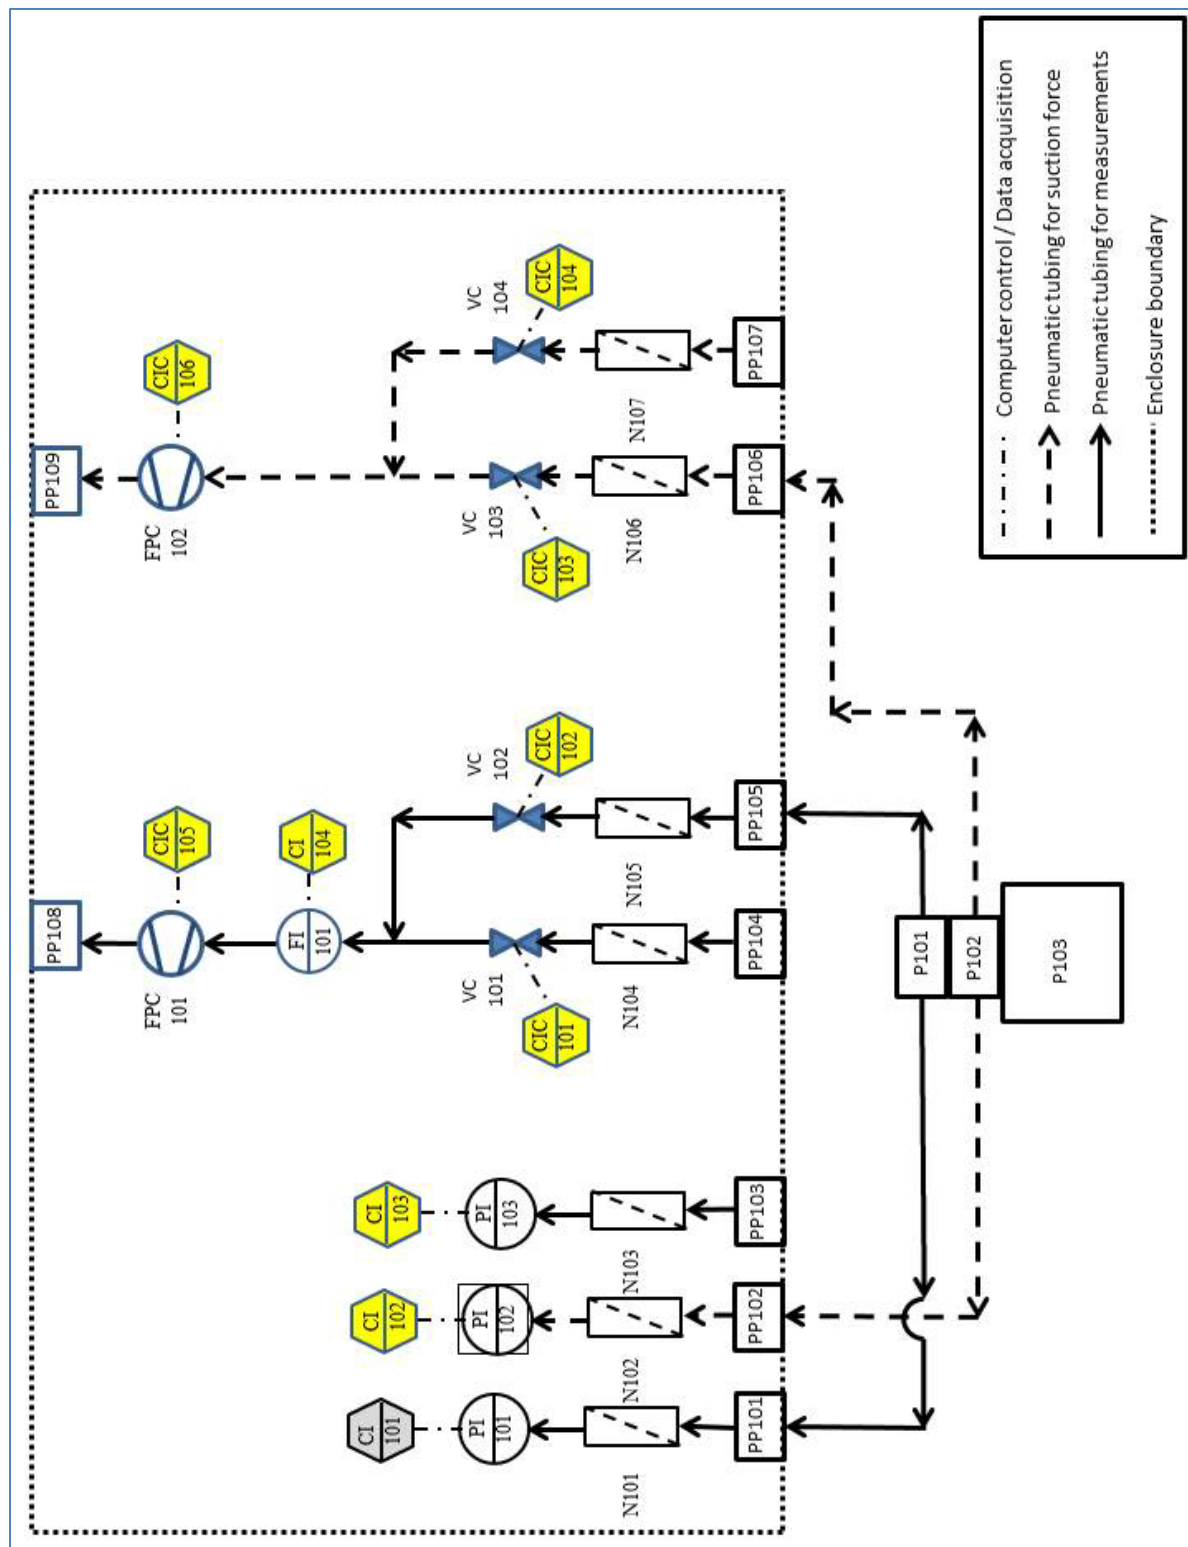 PP109
CIC
106
FPC
102
VC
104
CIC
104
VC
103
CIC
103
N107
N106
PP107
PP106
PP108
CIC
105
FPC
101
CI
104
FI
101
VC
102
CIC
102
VC
101
CIC
101
N105
N104
PP105
PP104
CI
103
PI
103
N103
PP103
CI
102
PI
102
N102
PP102
CI
101
PI
101
N101
PP101
P101
P102
P103
Computer control / Data acquisition
Pneumatic tubing for suction force
Pneumatic tubing for measurements
Enclosure boundary